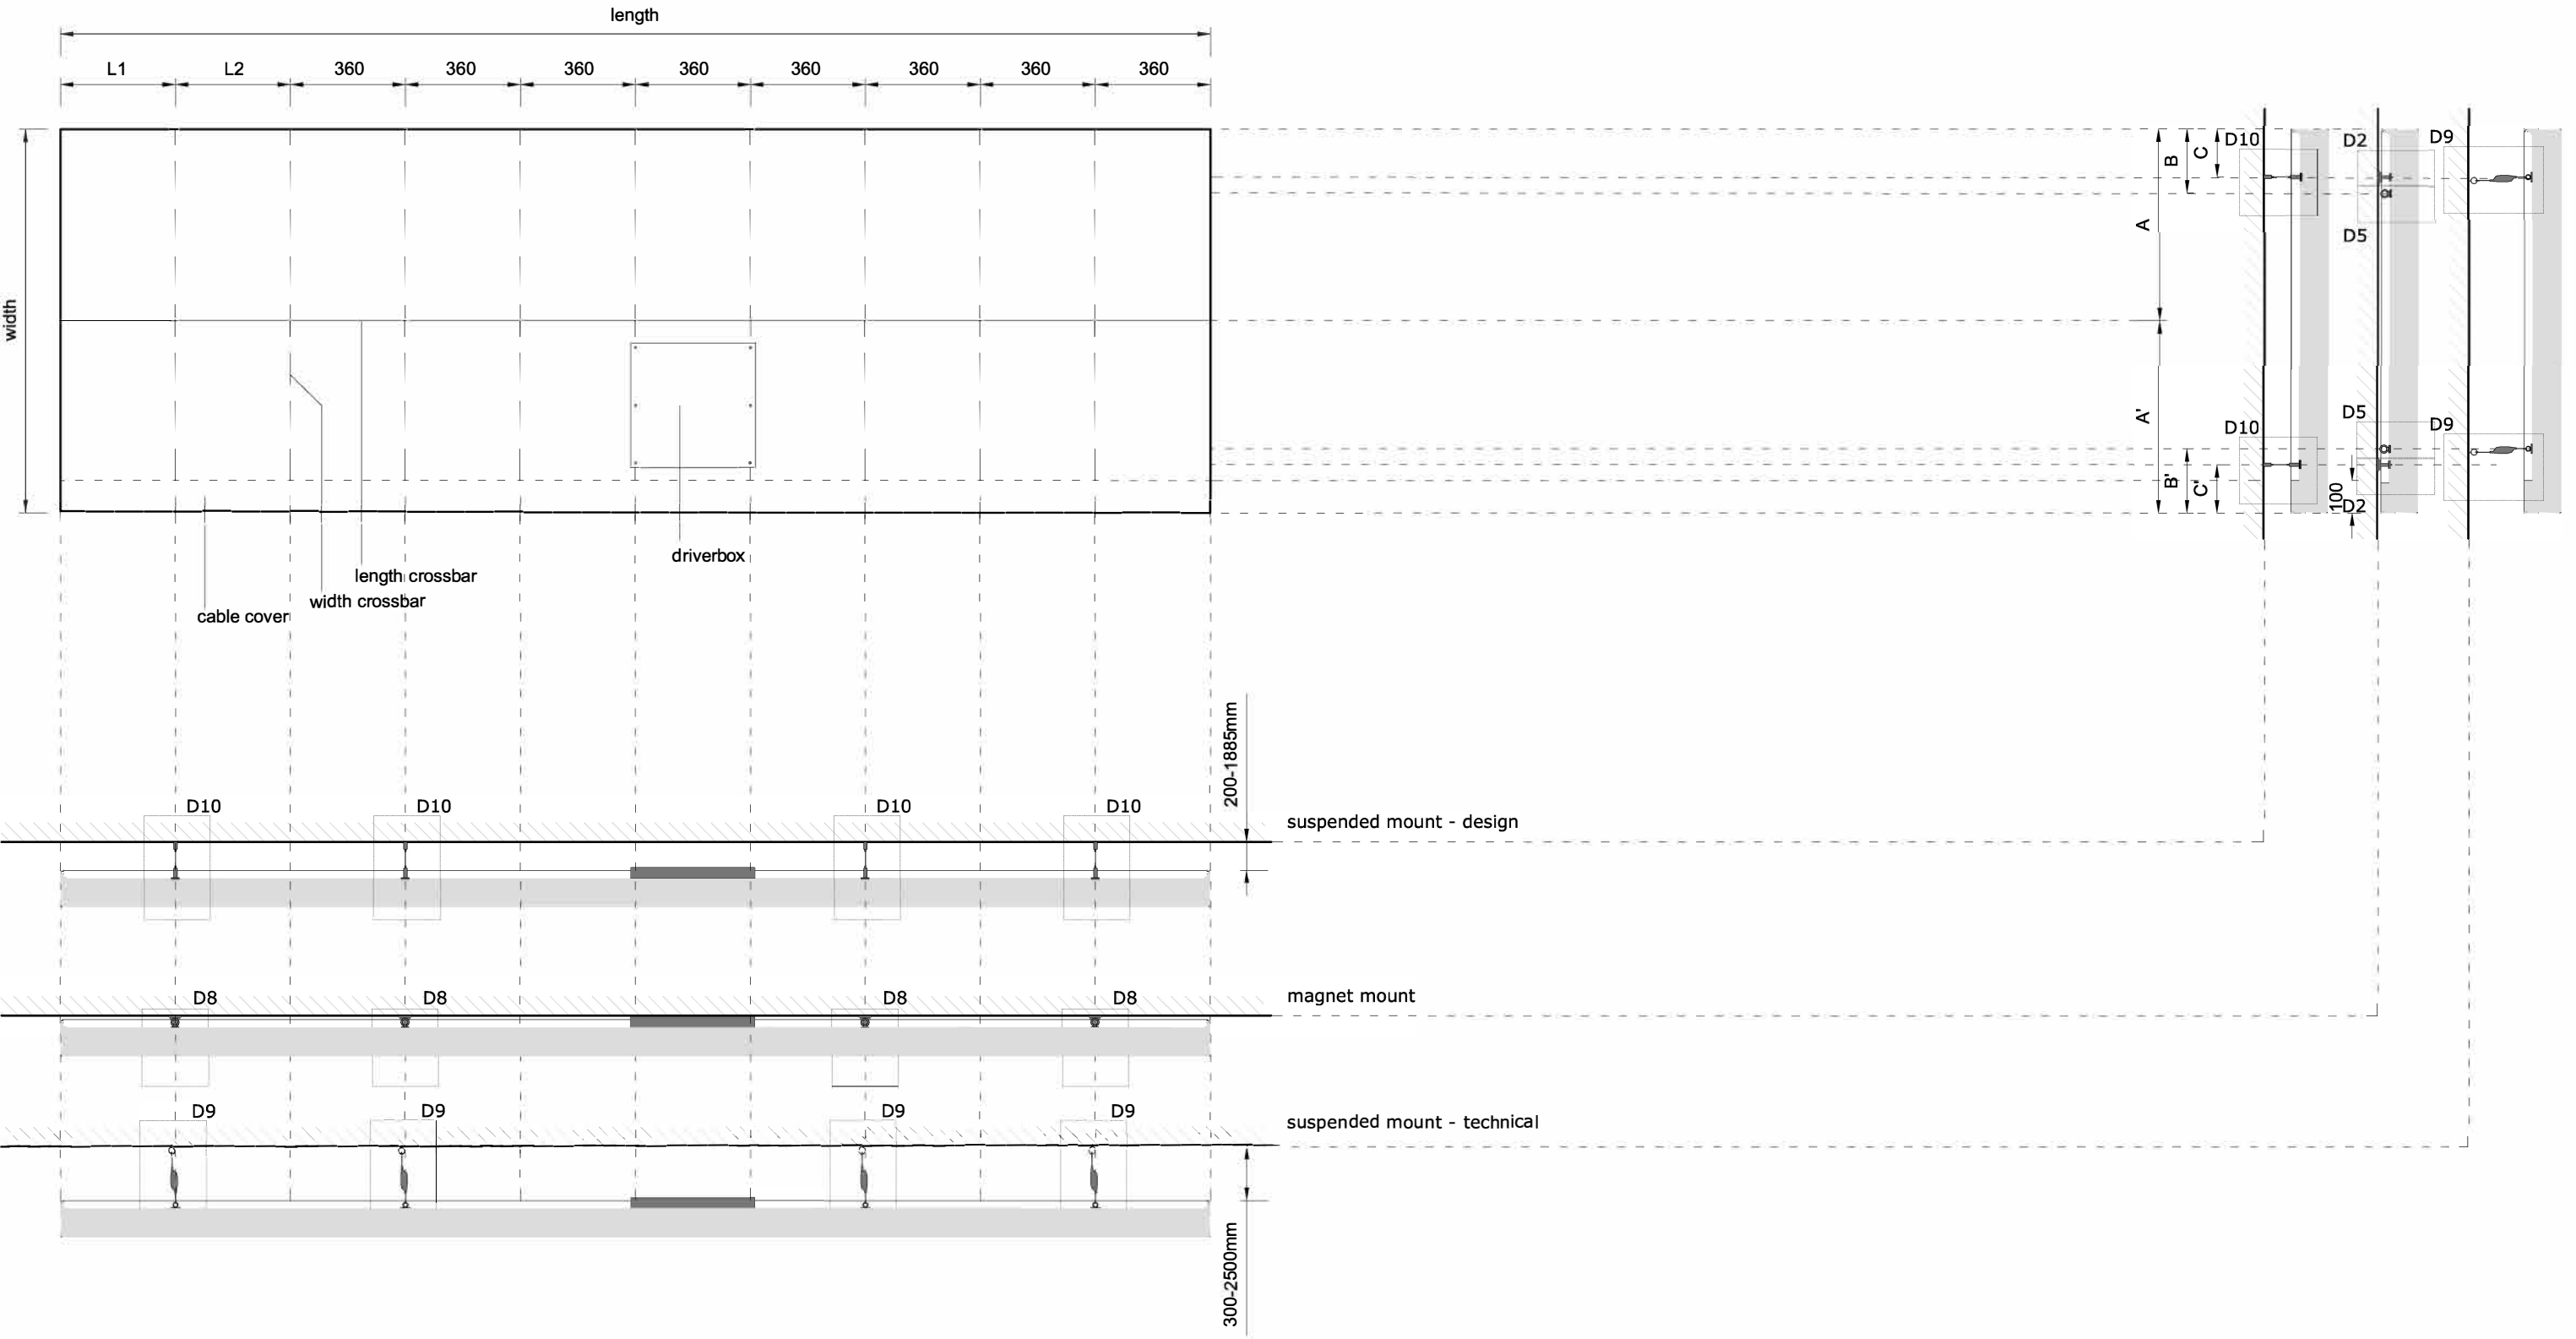 length
L1 L2 360 360 360 360 360 360 360 360
width
A
B
C
D10
D2
D9
D5
A'
B'
C'
D10
D5
D9
100
D2
driverbox
length crossbar
width crossbar
cable cover
200-1885mm
D10 D10 D10 D10
suspended mount - design
D8 D8 D8 D8
magnet mount
D9 D9 D9 D9
suspended mount - technical
300-2500mm